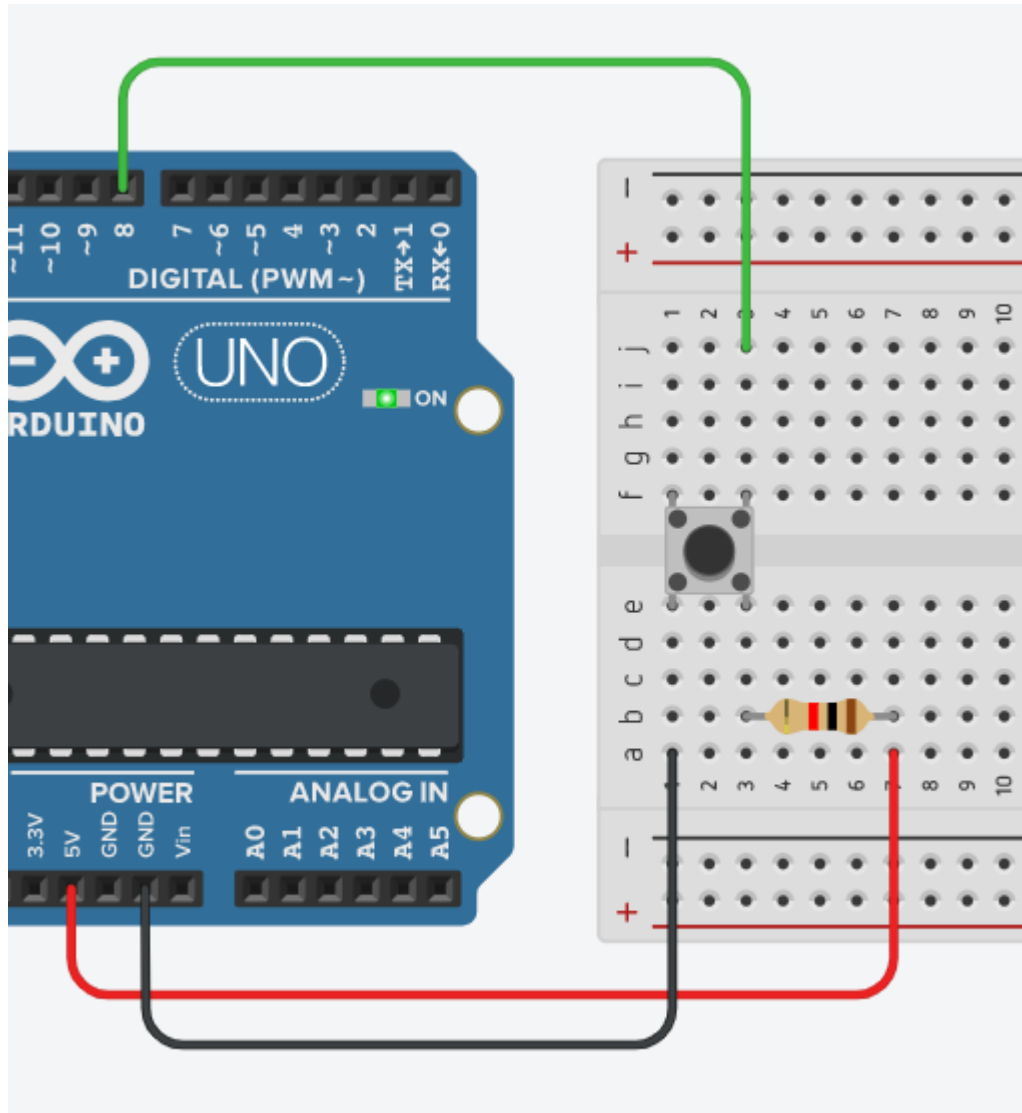 ~11 ~10 ~9 8 7 ~6 ~5 4 ~3 2 TX→1 RX←0
DIGITAL (PWM~)
UNO
ON
RDUINO
POWER
ANALOG IN
3.3V 5V GND GND Vin A0 A1 A2 A3 A4 A5
−
+
1 2 3 4 5 6 7 8 9 10
j
i
h
g
f
e
d
c
b
a
1 2 3 4 5 6 7 8 9 10
−
+